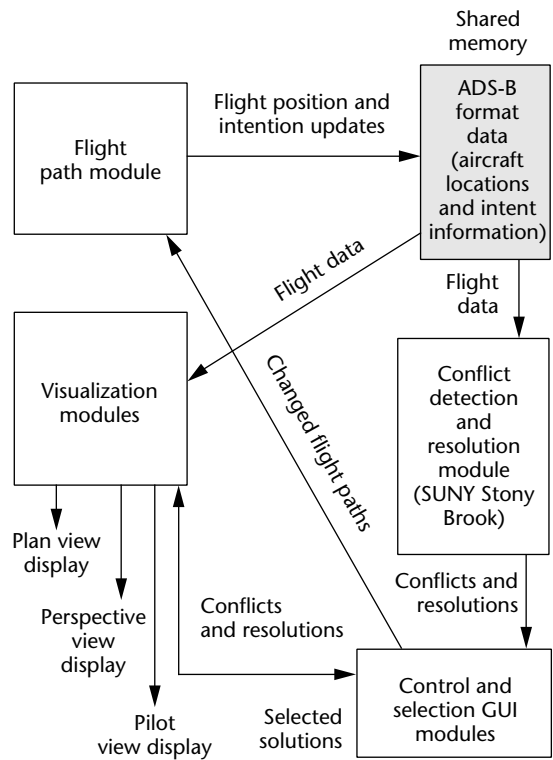 Shared
memory
Flight
path module
Flight position and
intention updates
ADS-B
format
data
(aircraft
locations
and intent
information)
Flight data
Flight
data
Changed flight paths
Visualization
modules
Conflict
detection
and
resolution
module
(SUNY Stony
Brook)
Plan view
display
Perspective
view
display
Pilot
view display
Conflicts
and resolutions
Selected
solutions
Conflicts and
resolutions
Control and
selection GUI
modules